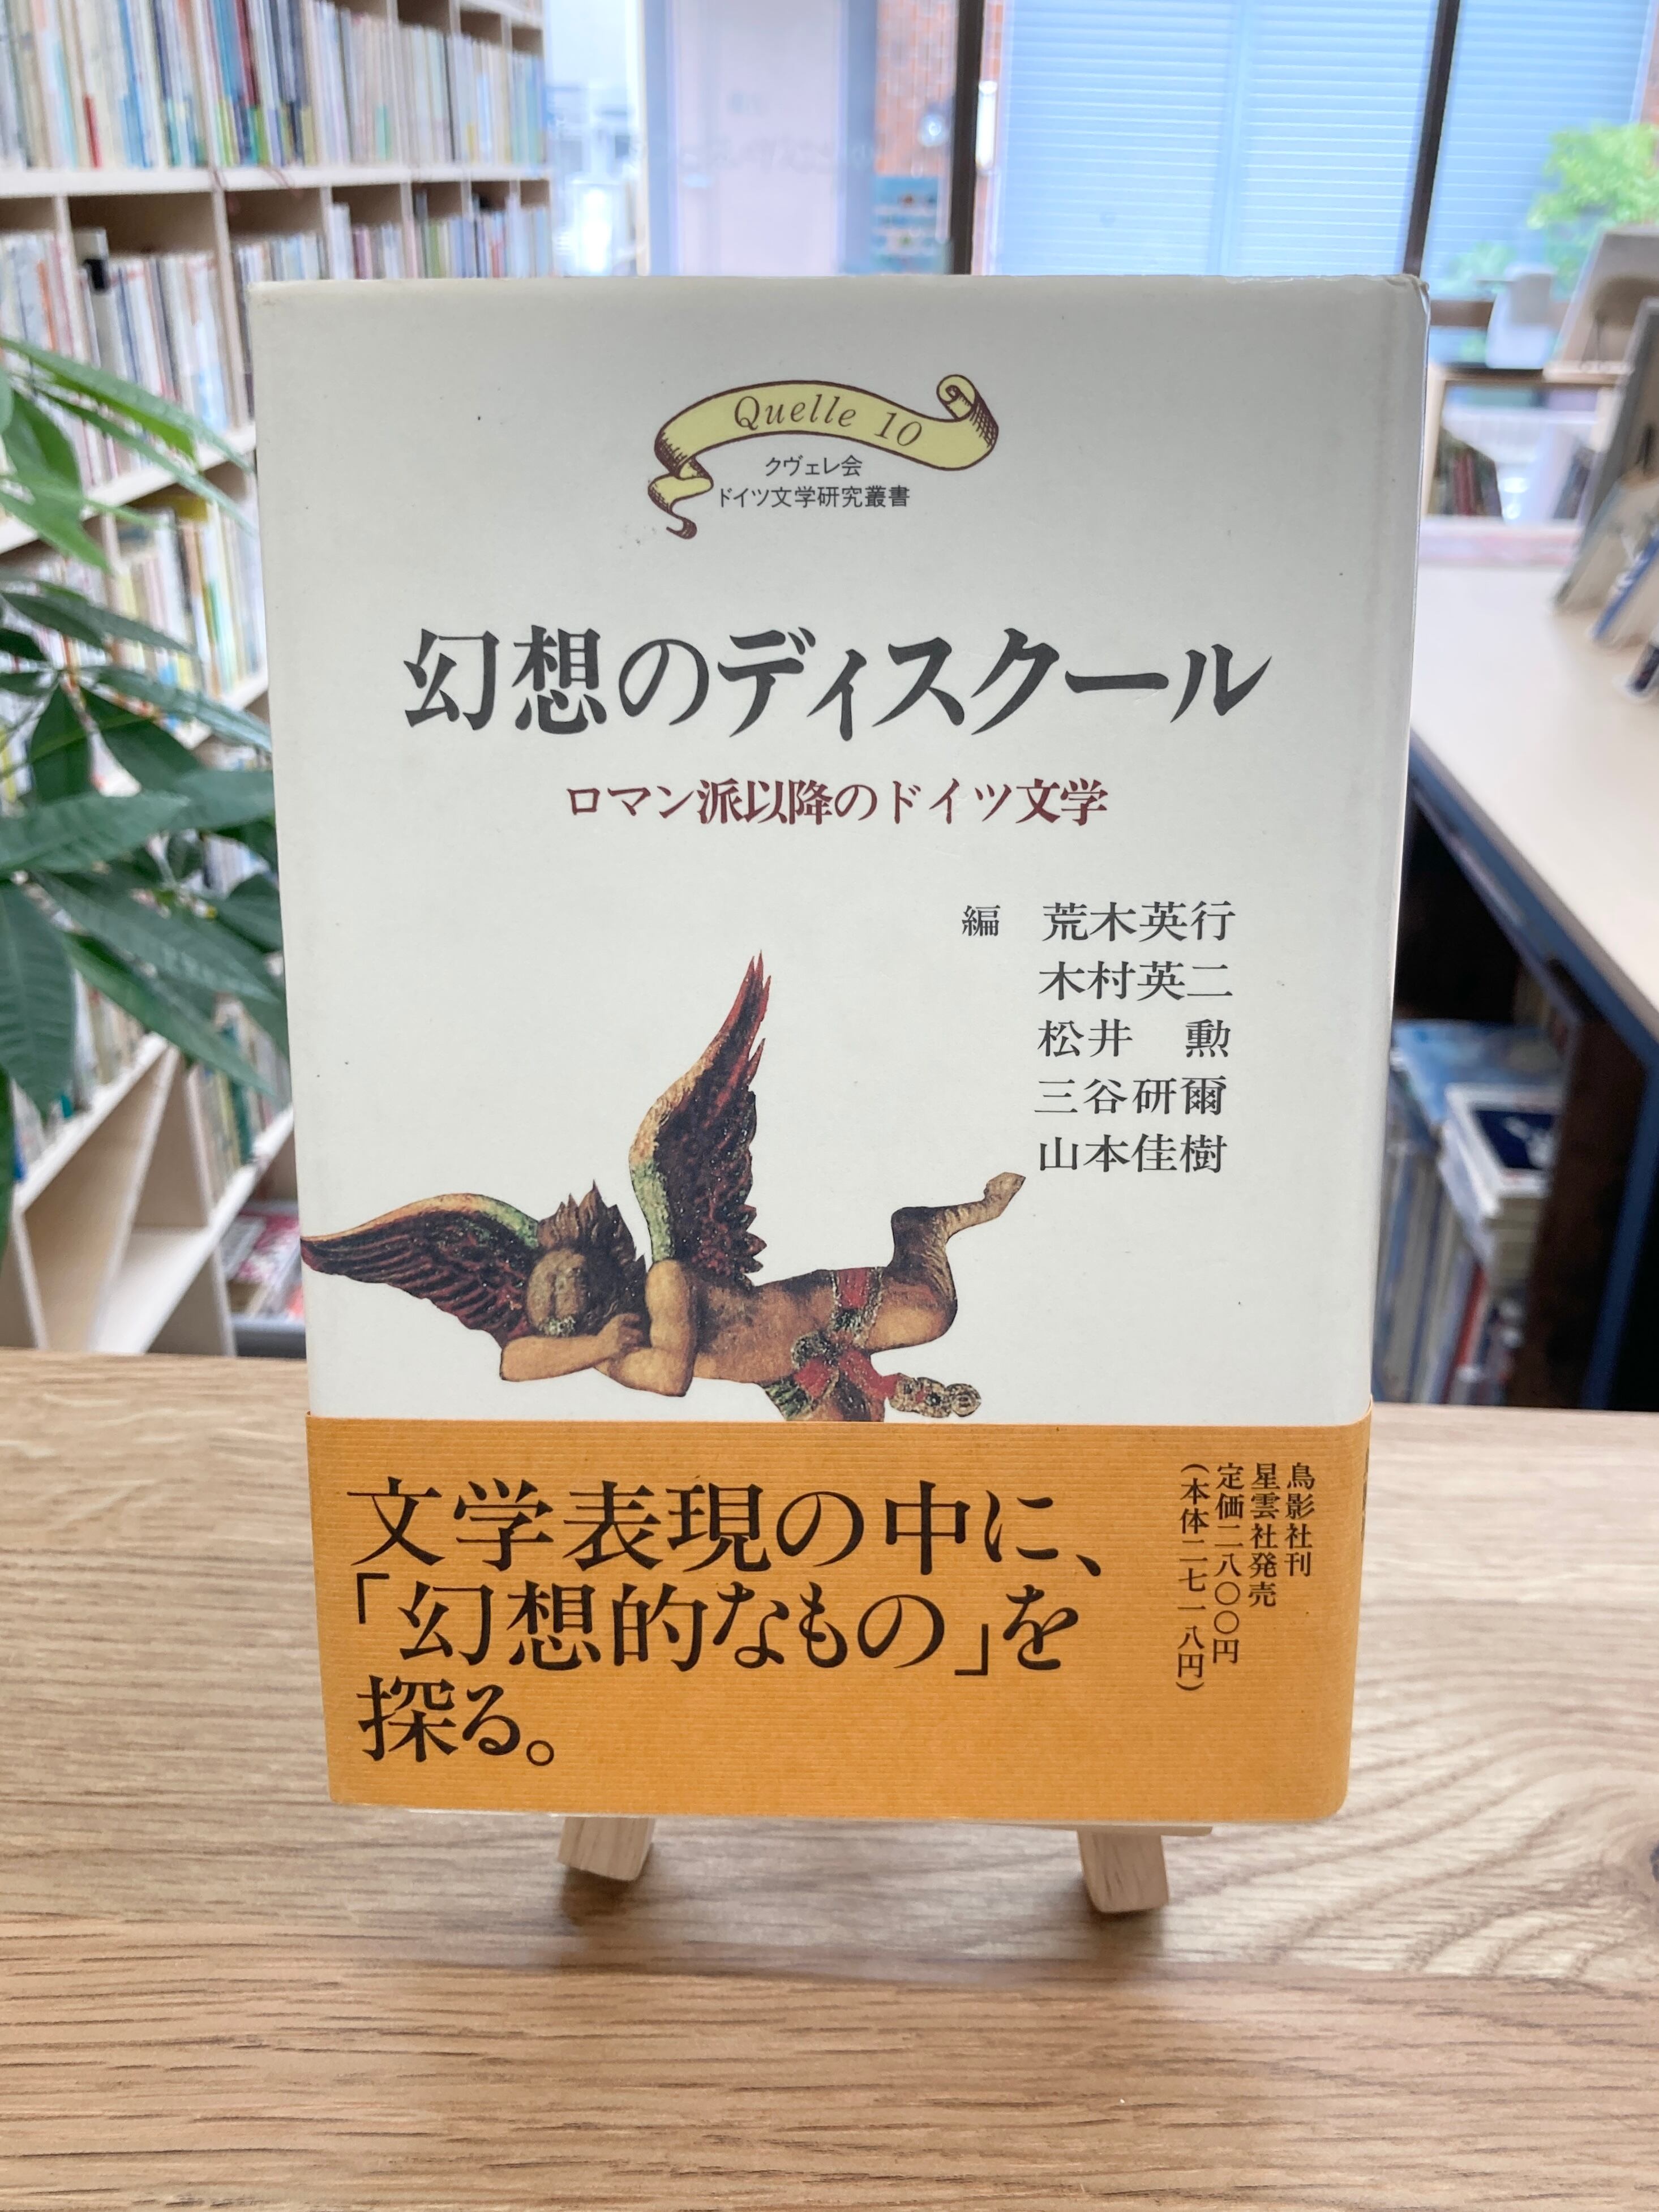 Quelle 10
クヴェレ会
ドイツ文学研究叢書
幻想のディスクール
ロマン派以降のドイツ文学
編 荒木英行
木村英二
松井 勲
三谷研爾
山本佳樹
文学表現の中に、
「幻想的なもの」を
探る。
鳥影社刊
星雲社発売
定価二八〇〇円
(本体二七一八円)